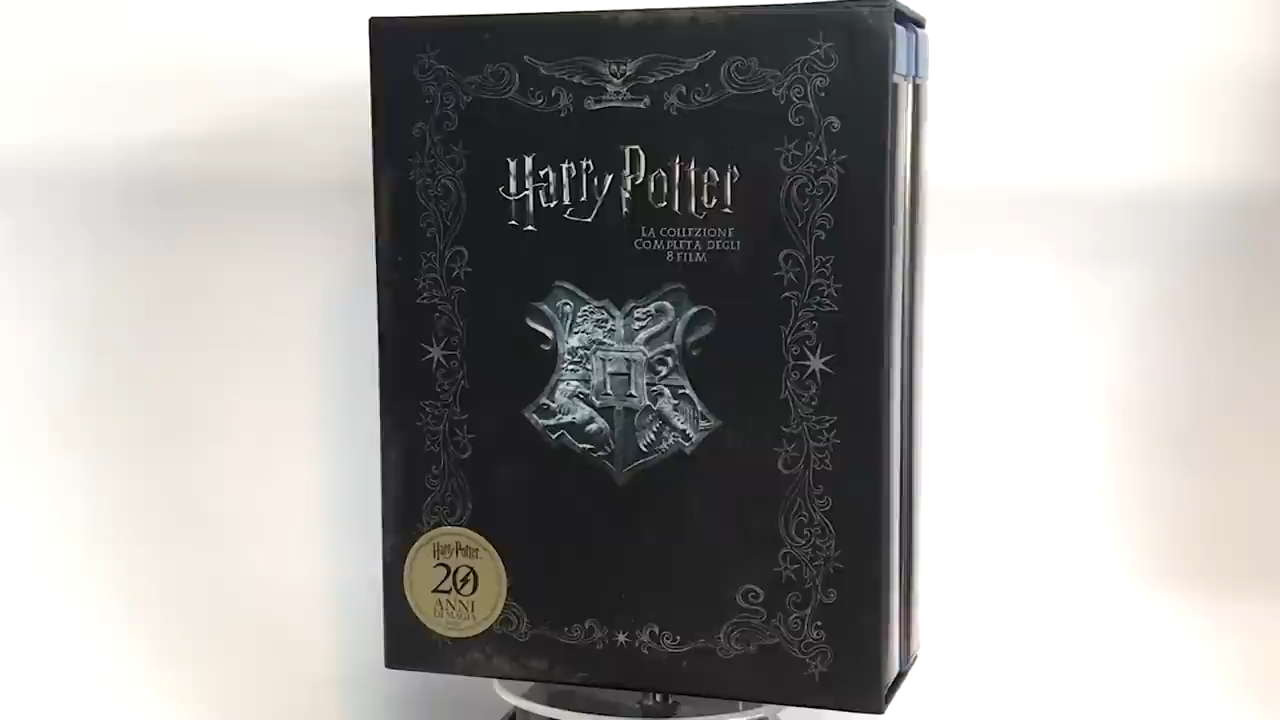 Harry Potter
LA COLLEZIONE
COMPLETA DEGLI
8 FILM
H
Harry Potter
20
ANNI
DI MAGIA